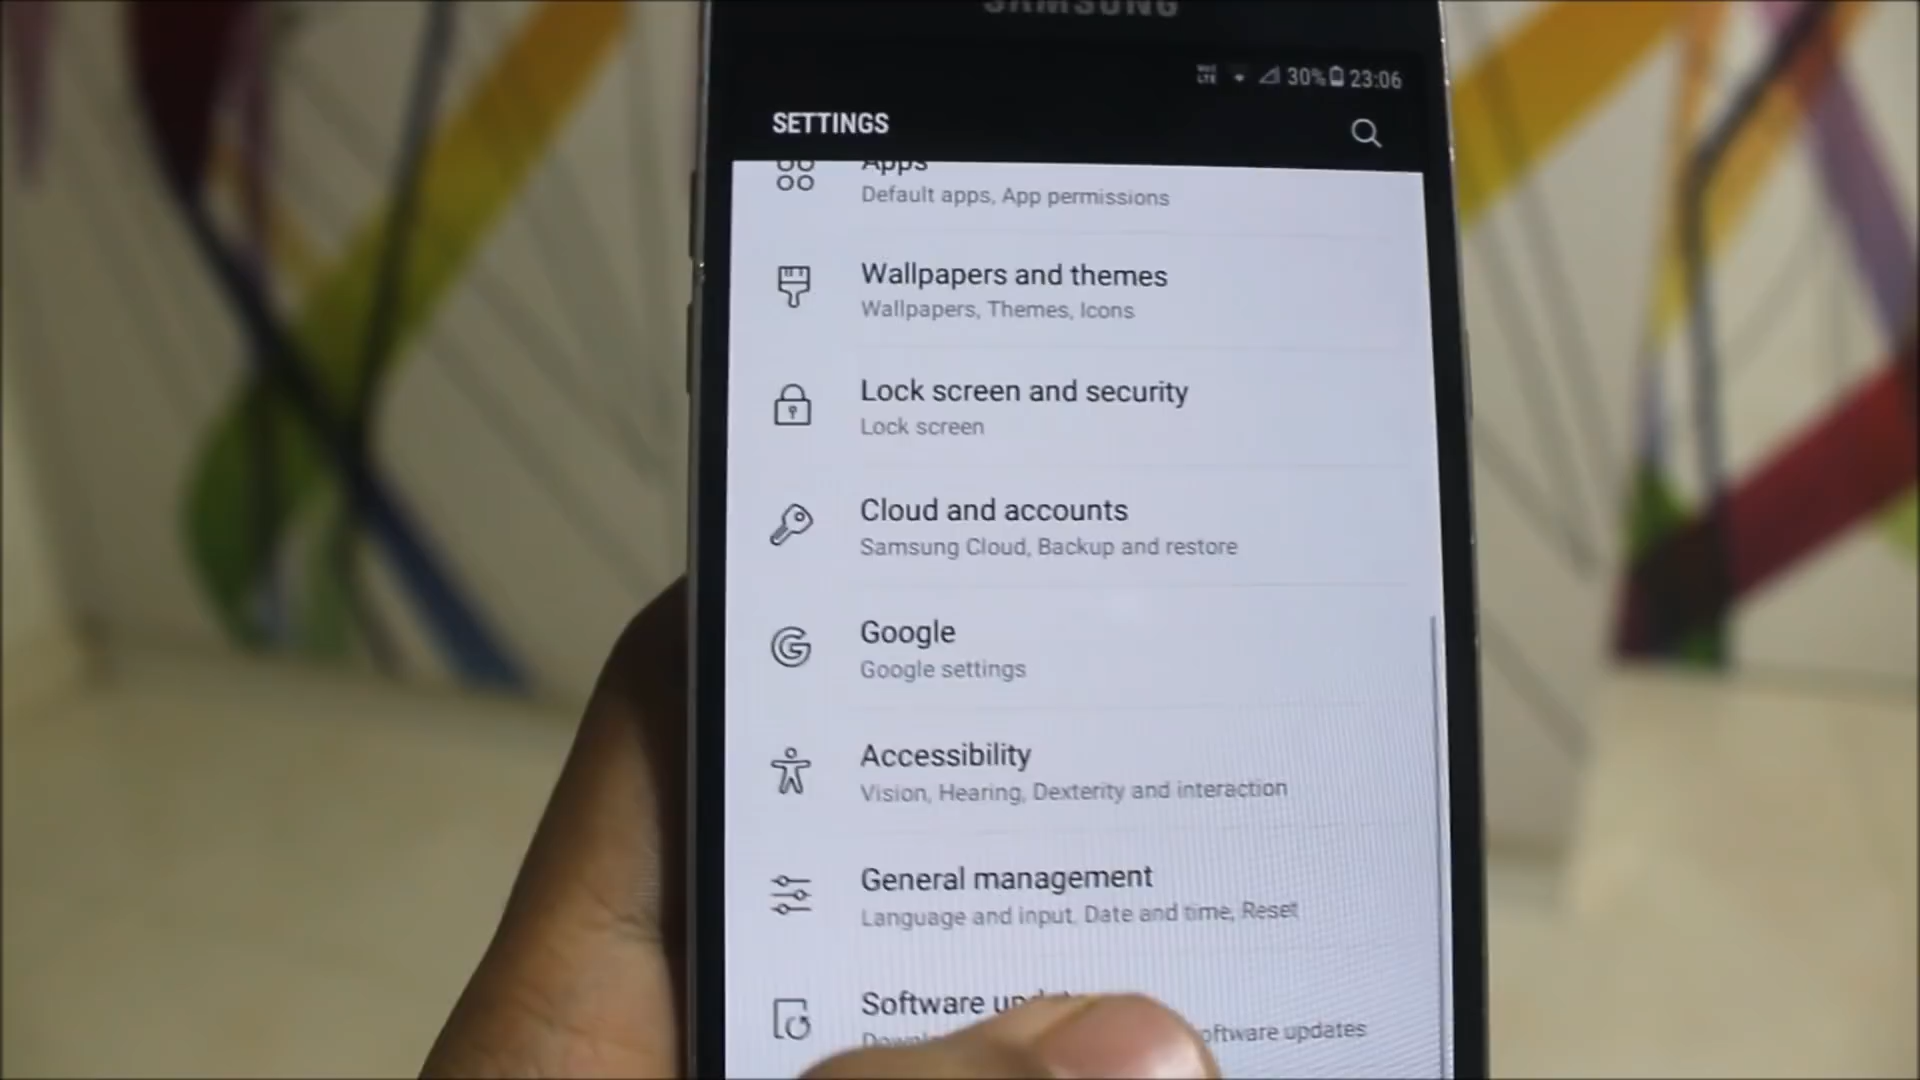 SAMSUNG
VoLTE 30% 23:06
SETTINGS
Apps
Default apps, App permissions
Wallpapers and themes
Wallpapers, Themes, Icons
Lock screen and security
Lock screen
Cloud and accounts
Samsung Cloud, Backup and restore
Google
Google settings
Accessibility
Vision, Hearing, Dexterity and interaction
General management
Language and input, Date and time, Reset
Software
software updates